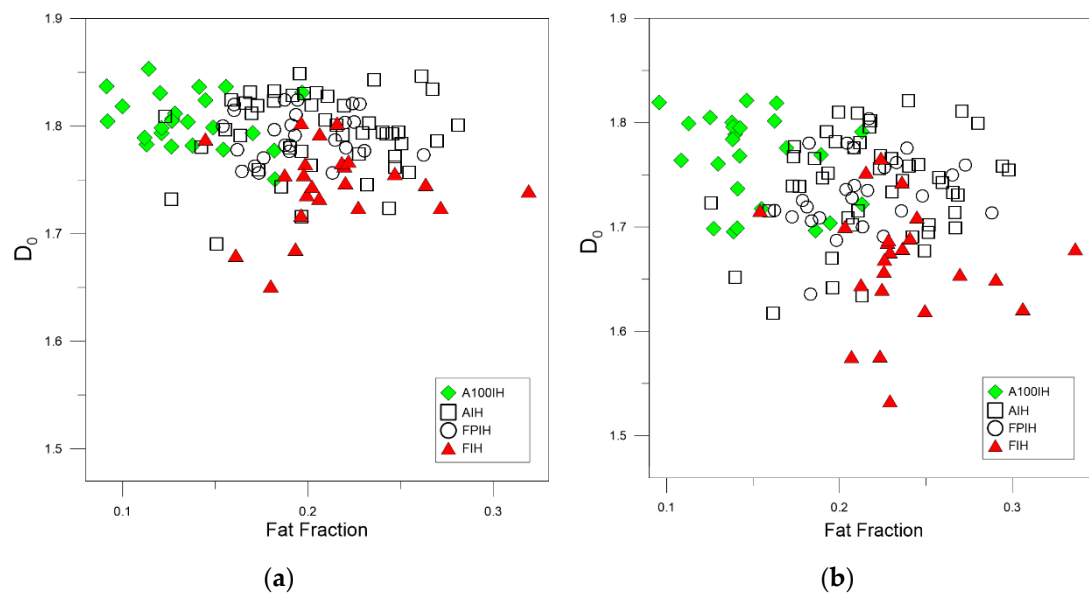 1.9
1.8
1.7
1.6
1.5
D0
0.1 0.2 0.3
Fat Fraction
A100IH
AIH
FPIH
FIH
(a)
1.9
1.8
1.7
1.6
1.5
D0
0.1 0.2 0.3
Fat Fraction
A100IH
AIH
FPIH
FIH
(b)